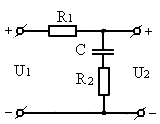 R1
+ +
C
U1 R2 U2
− −